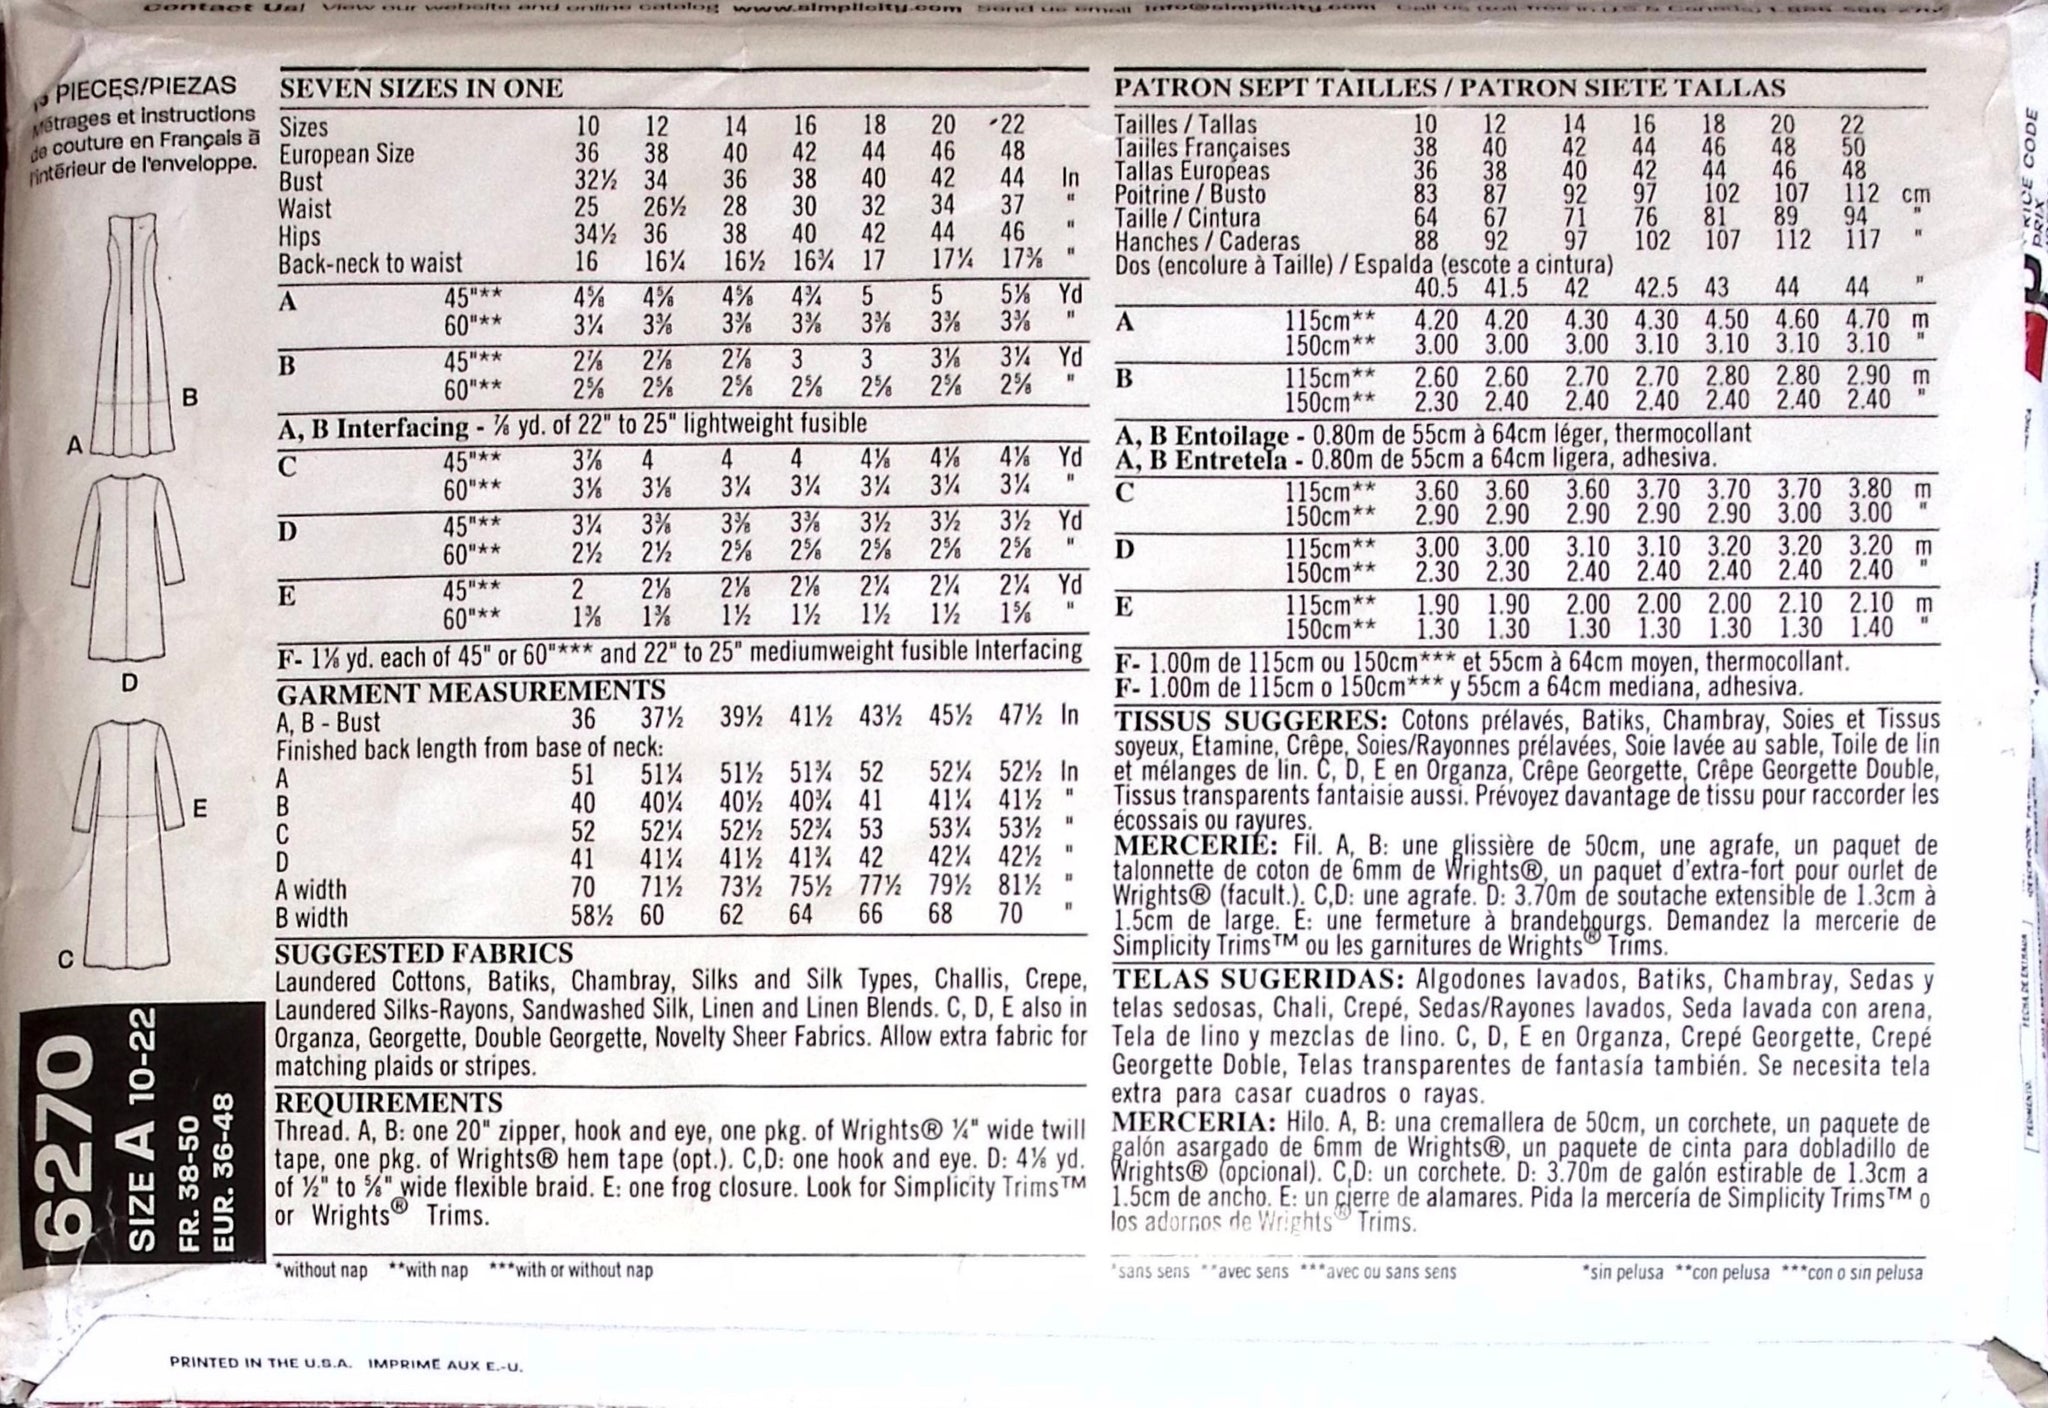 Contact Us! View our website and online catalog www.simplicity.com Send us email info@simplicity.com
PIECES/PIEZAS
Métrages et instructions
de couture en Français à
l'intérieur de l'enveloppe.
B
A
D
E
C
6270
SIZE A 10-22
FR. 38-50
EUR. 36-48
SEVEN SIZES IN ONE
Sizes 10 12 14 16 18 20 22
European Size 36 38 40 42 44 46 48
Bust 32½ 34 36 38 40 42 44 In
Waist 25 26½ 28 30 32 34 37 "
Hips 34½ 36 38 40 42 44 46 "
Back-neck to waist 16 16¼ 16½ 16¾ 17 17¼ 17⅜ "
A 45"** 4⅝ 4⅝ 4⅝ 4¾ 5 5 5⅛ Yd
60"** 3¼ 3⅜ 3⅜ 3⅜ 3⅜ 3⅜ 3⅜ "
B 45"** 2⅞ 2⅞ 2⅞ 3 3 3⅛ 3¼ Yd
60"** 2⅝ 2⅝ 2⅝ 2⅝ 2⅝ 2⅝ 2⅝ "
A, B Interfacing - ⅞ yd. of 22" to 25" lightweight fusible
C 45"** 3⅞ 4 4 4 4⅛ 4⅛ 4⅛ Yd
60"** 3⅛ 3⅛ 3¼ 3¼ 3¼ 3¼ 3¼ "
D 45"** 3¼ 3⅜ 3⅜ 3⅜ 3½ 3½ 3½ Yd
60"** 2½ 2½ 2⅝ 2⅝ 2⅝ 2⅝ 2⅝ "
E 45"** 2 2⅛ 2⅛ 2⅛ 2¼ 2¼ 2¼ Yd
60"** 1⅜ 1⅜ 1½ 1½ 1½ 1½ 1⅝ "
F- 1⅛ yd. each of 45" or 60"*** and 22" to 25" mediumweight fusible Interfacing
GARMENT MEASUREMENTS
A, B - Bust 36 37½ 39½ 41½ 43½ 45½ 47½ In
Finished back length from base of neck:
A 51 51¼ 51½ 51¾ 52 52¼ 52½ In
B 40 40¼ 40½ 40¾ 41 41¼ 41½ "
C 52 52¼ 52½ 52¾ 53 53¼ 53½ "
D 41 41¼ 41½ 41¾ 42 42¼ 42½ "
A width 70 71½ 73½ 75½ 77½ 79½ 81½ "
B width 58½ 60 62 64 66 68 70 "
SUGGESTED FABRICS
Laundered Cottons, Batiks, Chambray, Silks and Silk Types, Challis, Crepe,
Laundered Silks-Rayons, Sandwashed Silk, Linen and Linen Blends. C, D, E also in
Organza, Georgette, Double Georgette, Novelty Sheer Fabrics. Allow extra fabric for
matching plaids or stripes.
REQUIREMENTS
Thread. A, B: one 20" zipper, hook and eye, one pkg. of Wrights® ¼" wide twill
tape, one pkg. of Wrights® hem tape (opt.). C,D: one hook and eye. D: 4⅛ yd.
of ½" to ⅝" wide flexible braid. E: one frog closure. Look for Simplicity Trims™
or Wrights® Trims.
*without nap **with nap ***with or without nap
PATRON SEPT TAILLES / PATRON SIETE TALLAS
Tailles / Tallas 10 12 14 16 18 20 22
Tailles Françaises 38 40 42 44 46 48 50
Tallas Europeas 36 38 40 42 44 46 48
Poitrine / Busto 83 87 92 97 102 107 112 cm
Taille / Cintura 64 67 71 76 81 89 94 "
Hanches / Caderas 88 92 97 102 107 112 117 "
Dos (encolure à Taille) / Espalda (escote a cintura)
40.5 41.5 42 42.5 43 44 44 "
A 115cm** 4.20 4.20 4.30 4.30 4.50 4.60 4.70 m
150cm** 3.00 3.00 3.00 3.10 3.10 3.10 3.10 "
B 115cm** 2.60 2.60 2.70 2.70 2.80 2.80 2.90 m
150cm** 2.30 2.40 2.40 2.40 2.40 2.40 2.40 "
A, B Entoilage - 0.80m de 55cm à 64cm léger, thermocollant
A, B Entretela - 0.80m de 55cm a 64cm ligera, adhesiva.
C 115cm** 3.60 3.60 3.60 3.70 3.70 3.70 3.80 m
150cm** 2.90 2.90 2.90 2.90 2.90 3.00 3.00 "
D 115cm** 3.00 3.00 3.10 3.10 3.20 3.20 3.20 m
150cm** 2.30 2.30 2.40 2.40 2.40 2.40 2.40 "
E 115cm** 1.90 1.90 2.00 2.00 2.00 2.10 2.10 m
150cm** 1.30 1.30 1.30 1.30 1.30 1.30 1.40 "
F- 1.00m de 115cm ou 150cm*** et 55cm à 64cm moyen, thermocollant.
F- 1.00m de 115cm o 150cm*** y 55cm a 64cm mediana, adhesiva.
TISSUS SUGGERES: Cotons prélavés, Batiks, Chambray, Soies et Tissus
soyeux, Etamine, Crêpe, Soies/Rayonnes prélavées, Soie lavée au sable, Toile de lin
et mélanges de lin. C, D, E en Organza, Crêpe Georgette, Crêpe Georgette Double,
Tissus transparents fantaisie aussi. Prévoyez davantage de tissu pour raccorder les
écossais ou rayures.
MERCERIE: Fil. A, B: une glissière de 50cm, une agrafe, un paquet de
talonnette de coton de 6mm de Wrights®, un paquet d'extra-fort pour ourlet de
Wrights® (facult.). C,D: une agrafe. D: 3.70m de soutache extensible de 1.3cm à
1.5cm de large. E: une fermeture à brandebourgs. Demandez la mercerie de
Simplicity Trims™ ou les garnitures de Wrights® Trims.
TELAS SUGERIDAS: Algodones lavados, Batiks, Chambray, Sedas y
telas sedosas, Chali, Crepé, Sedas/Rayones lavados, Seda lavada con arena,
Tela de lino y mezclas de lino. C, D, E en Organza, Crepé Georgette, Crepé
Georgette Doble, Telas transparentes de fantasía también. Se necesita tela
extra para casar cuadros o rayas.
MERCERIA: Hilo. A, B: una cremallera de 50cm, un corchete, un paquete de
galón asargado de 6mm de Wrights®, un paquete de cinta para dobladillo de
Wrights® (opcional). C,D: un corchete. D: 3.70m de galón estirable de 1.3cm a
1.5cm de ancho. E: un cierre de alamares. Pida la mercería de Simplicity Trims™ o
los adornos de Wrights® Trims.
*sans sens **avec sens ***avec ou sans sens *sin pelusa **con pelusa ***con o sin pelusa
PRICE CODE
PRIX
PRINTED IN THE U.S.A. IMPRIMÉ AUX E.-U.